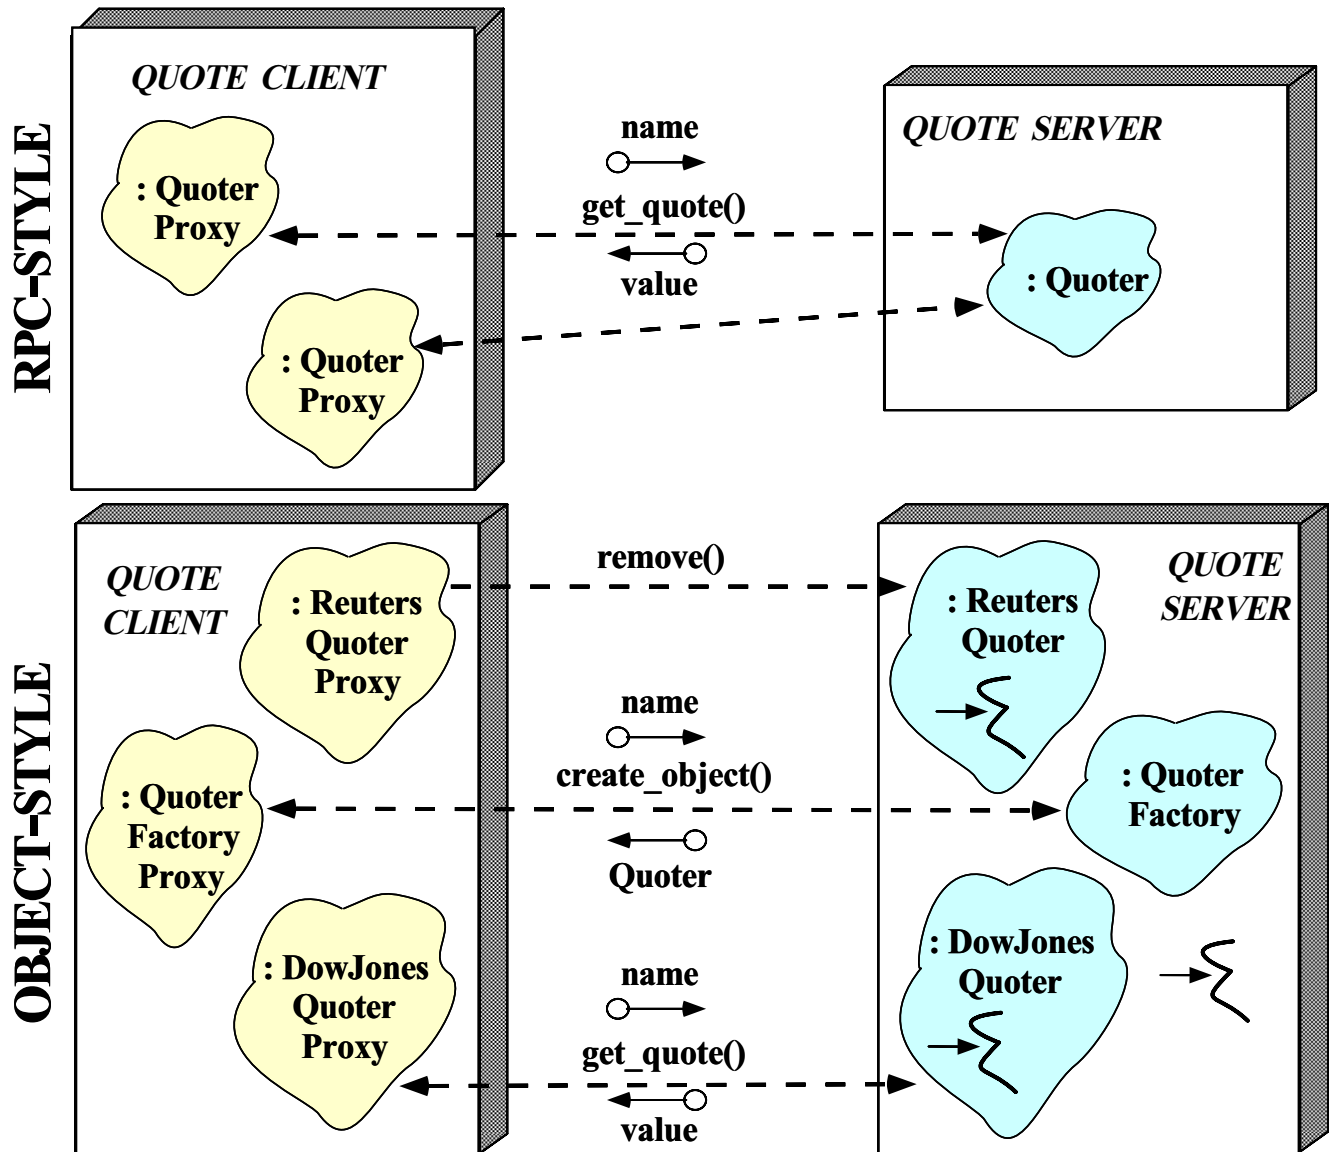 RPC-STYLE
QUOTE CLIENT
: Quoter
Proxy
: Quoter
Proxy
name
get_quote()
value
QUOTE SERVER
: Quoter
OBJECT-STYLE
QUOTE
CLIENT
: Reuters
Quoter
Proxy
: Quoter
Factory
Proxy
: DowJones
Quoter
Proxy
remove()
name
create_object()
Quoter
name
get_quote()
value
QUOTE
SERVER
: Reuters
Quoter
: Quoter
Factory
: DowJones
Quoter